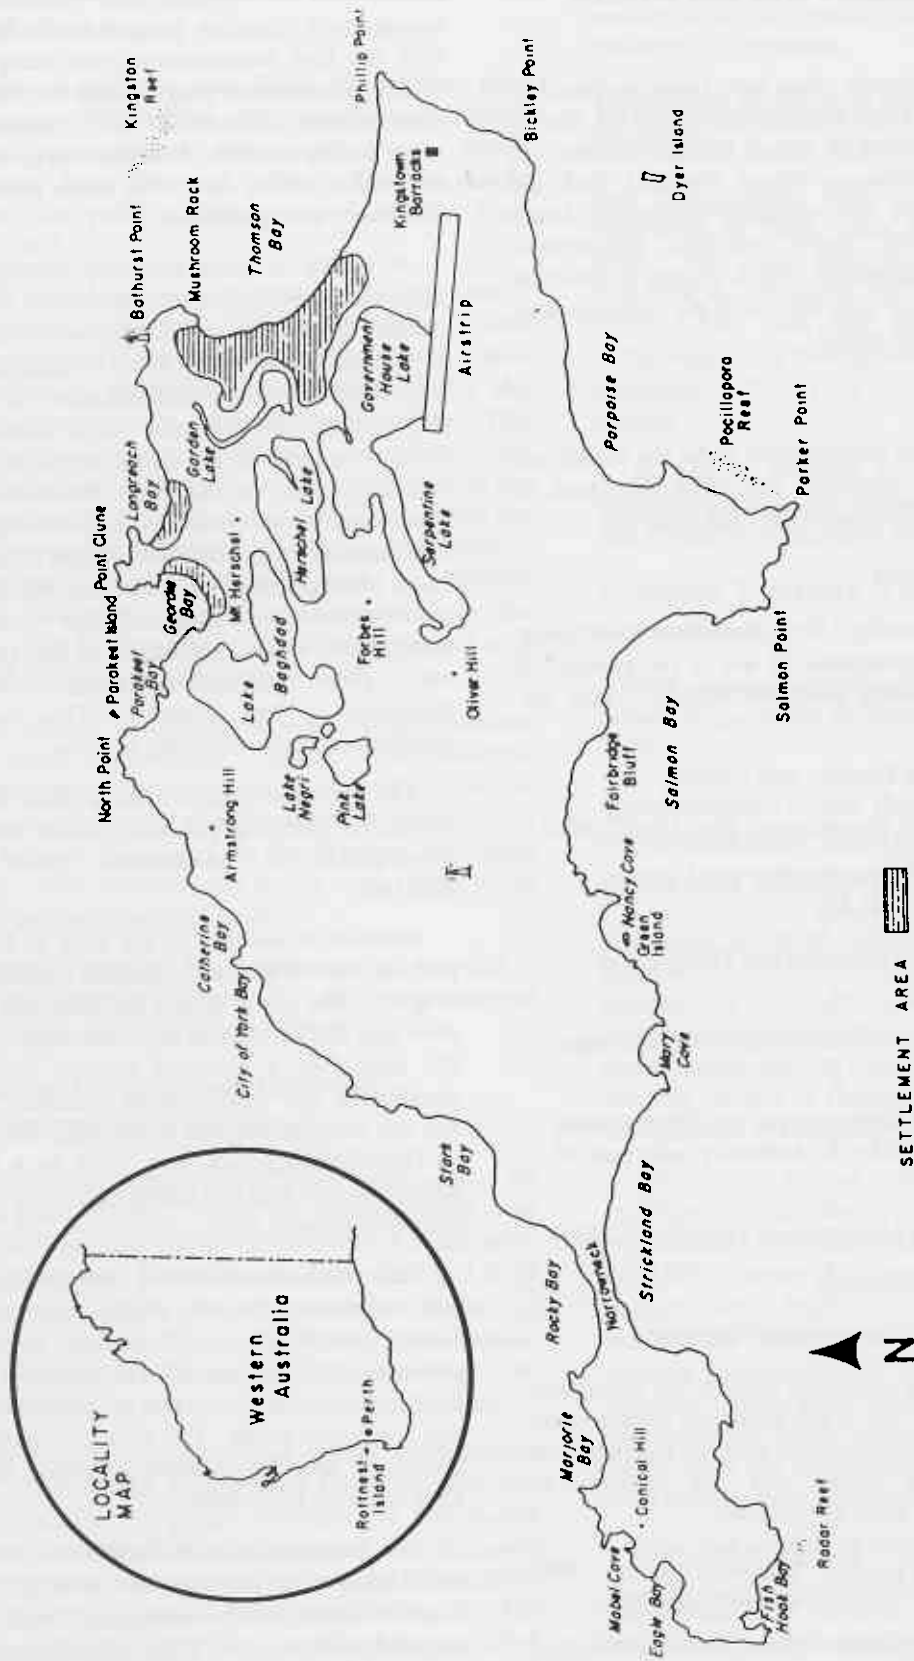 LOCALITY
MAP
Western
Australia
Rottnest
Island
Perth
North Point
Parakeet Island
Point Clune
Parakeet
Bay
Geordie
Bay
Longreach
Bay
Bathurst Point
Kingston
Reef
Mushroom Rock
Thomson
Bay
Phillip Point
Garden
Lake
Mt Herschel
Herschel
Lake
Lake
Baghdad
Government
House
Lake
Kingstown
Barracks
Airstrip
Serpentine
Lake
Forbes
Hill
Oliver Hill
Lake
Negri
Pink
Lake
Armstrong Hill
Catherine
Bay
City of York Bay
Stars
Bay
Rocky Bay
Narrowneck
Strickland Bay
Marjorie
Bay
Conical Hill
Mabel Cove
Eagle Bay
Fish
Hook Bay
Radar Reef
Mary
Cove
Nancy Cove
Green
Island
Fairbridge
Bluff
Salmon Bay
Salmon Point
Parker Point
Pocillopora
Reef
Porpoise Bay
Dyer Island
Bickley Point
N
SETTLEMENT AREA